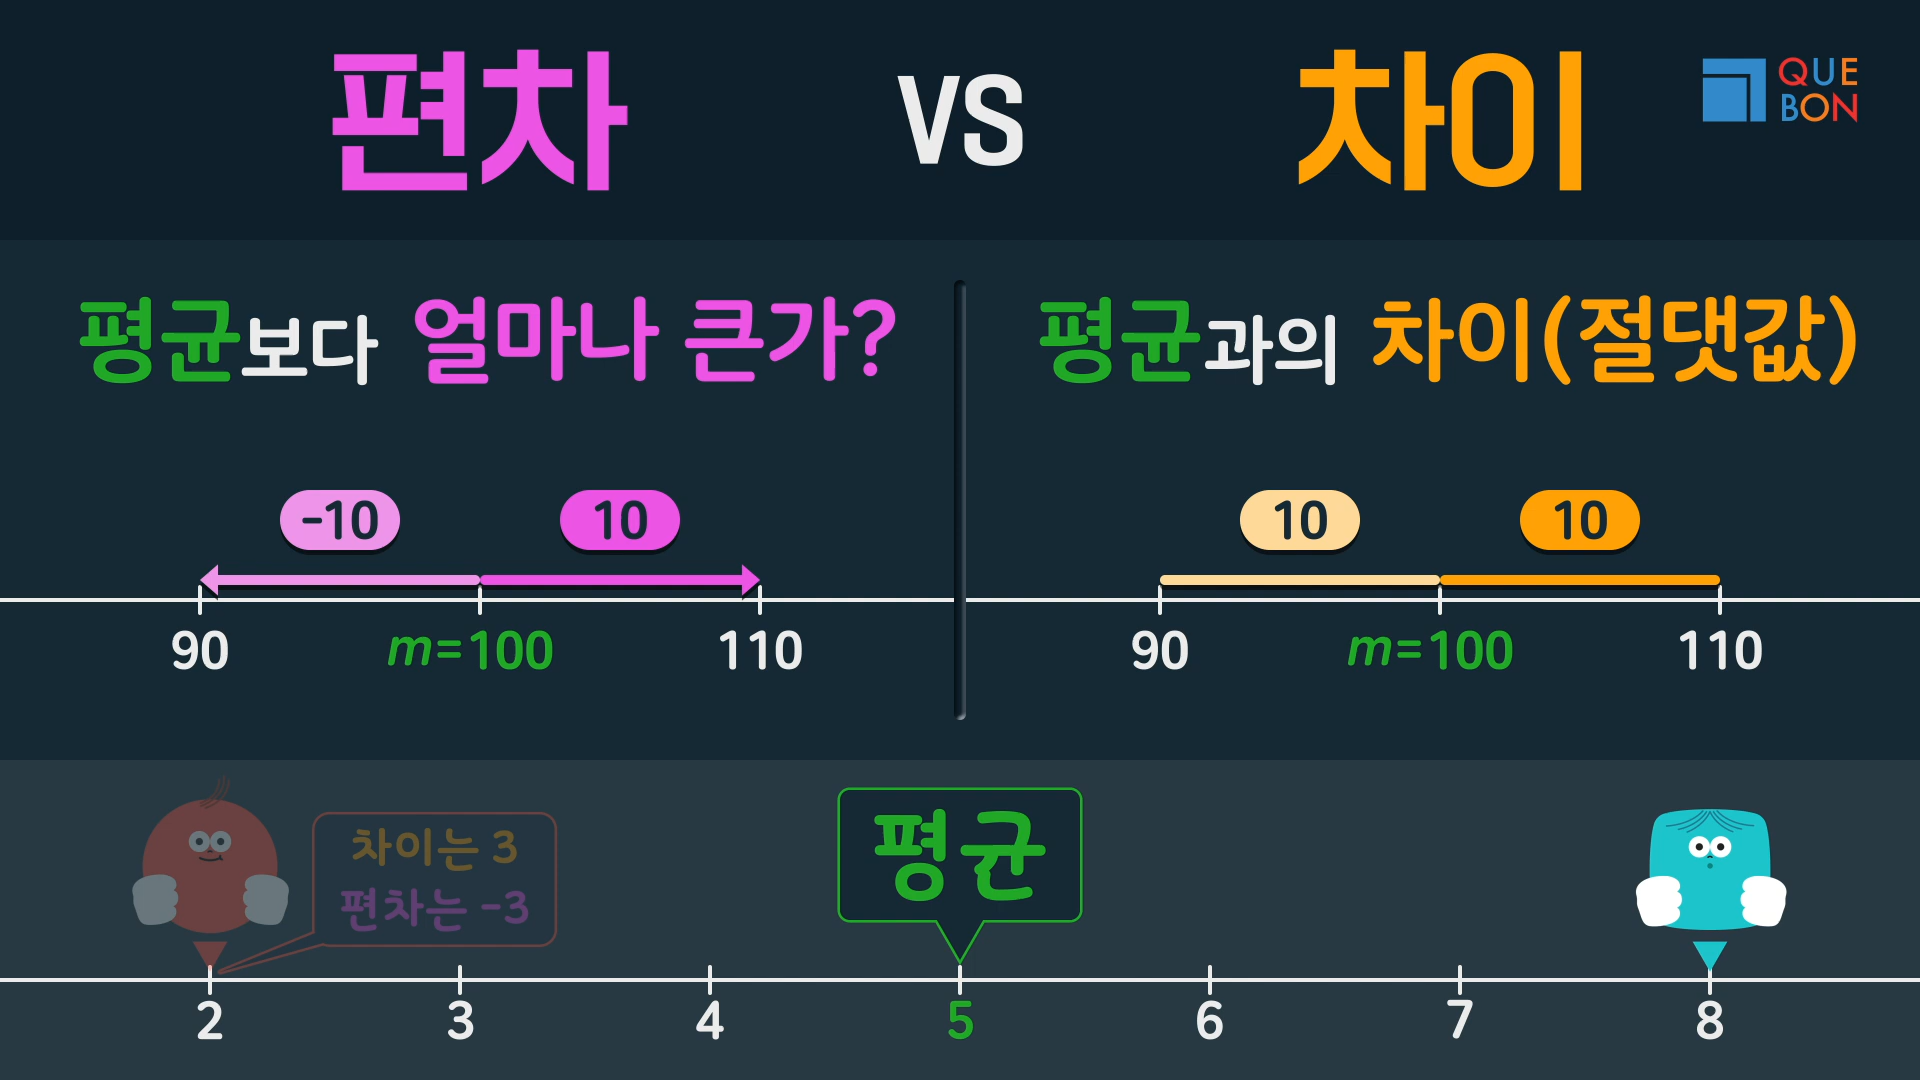 편차 VS 차이
QUE
BON
평균보다 얼마나 큰가?
평균과의 차이(절댓값)
-10 10
10 10
90 m=100 110
90 m=100 110
차이는 3
편차는 -3
평균
2 3 4 5 6 7 8